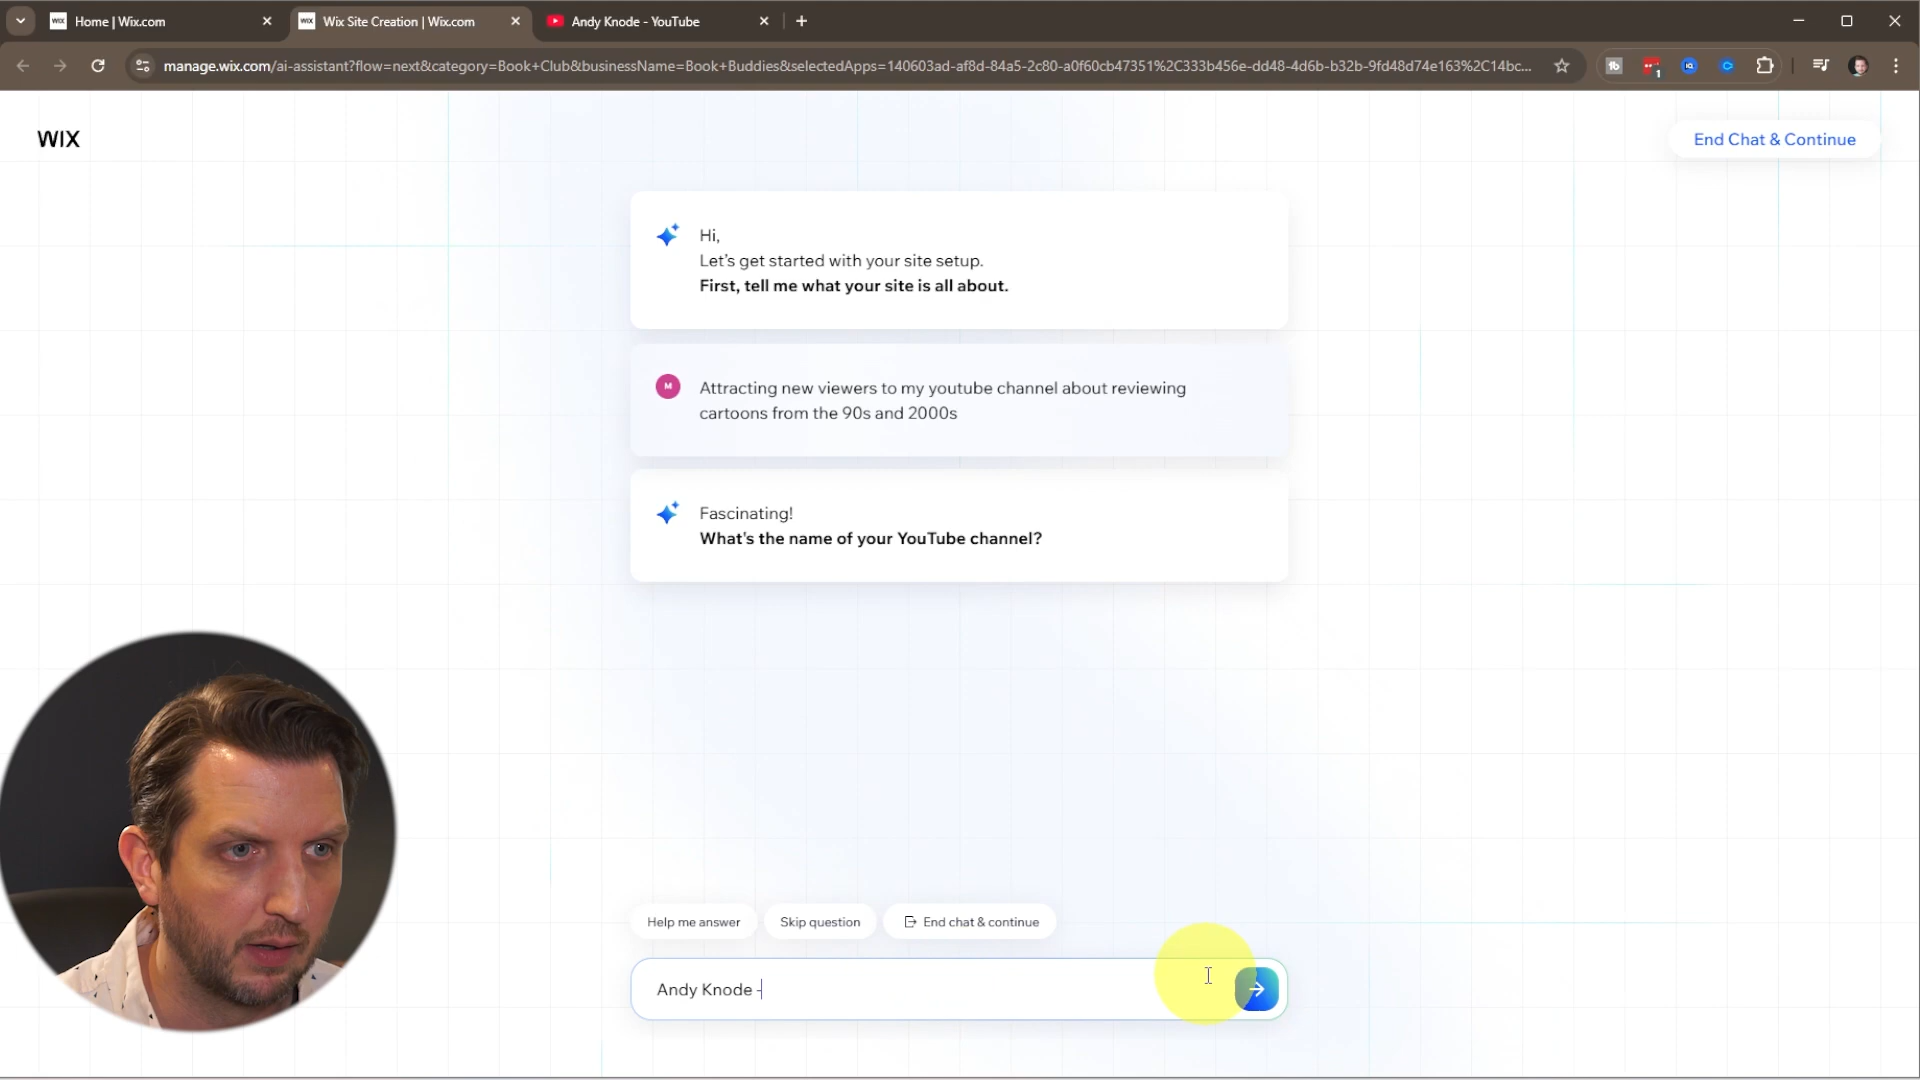 Home | Wix.com
Wix Site Creation | Wix.com
Andy Knode - YouTube
manage.wix.com/ai-assistant?flow=next&category=Book+Club&businessName=Book+Buddies&selectedApps=140603ad-af8d-84a5-2c80-a0f60cb47351%2C333b456e-dd48-4d6b-b32b-9fd48d74e163%2C14bc...
WIX
End Chat & Continue
Hi,
Let's get started with your site setup.
First, tell me what your site is all about.
M
Attracting new viewers to my youtube channel about reviewing
cartoons from the 90s and 2000s
Fascinating!
What's the name of your YouTube channel?
Help me answer
Skip question
End chat & continue
Andy Knode -